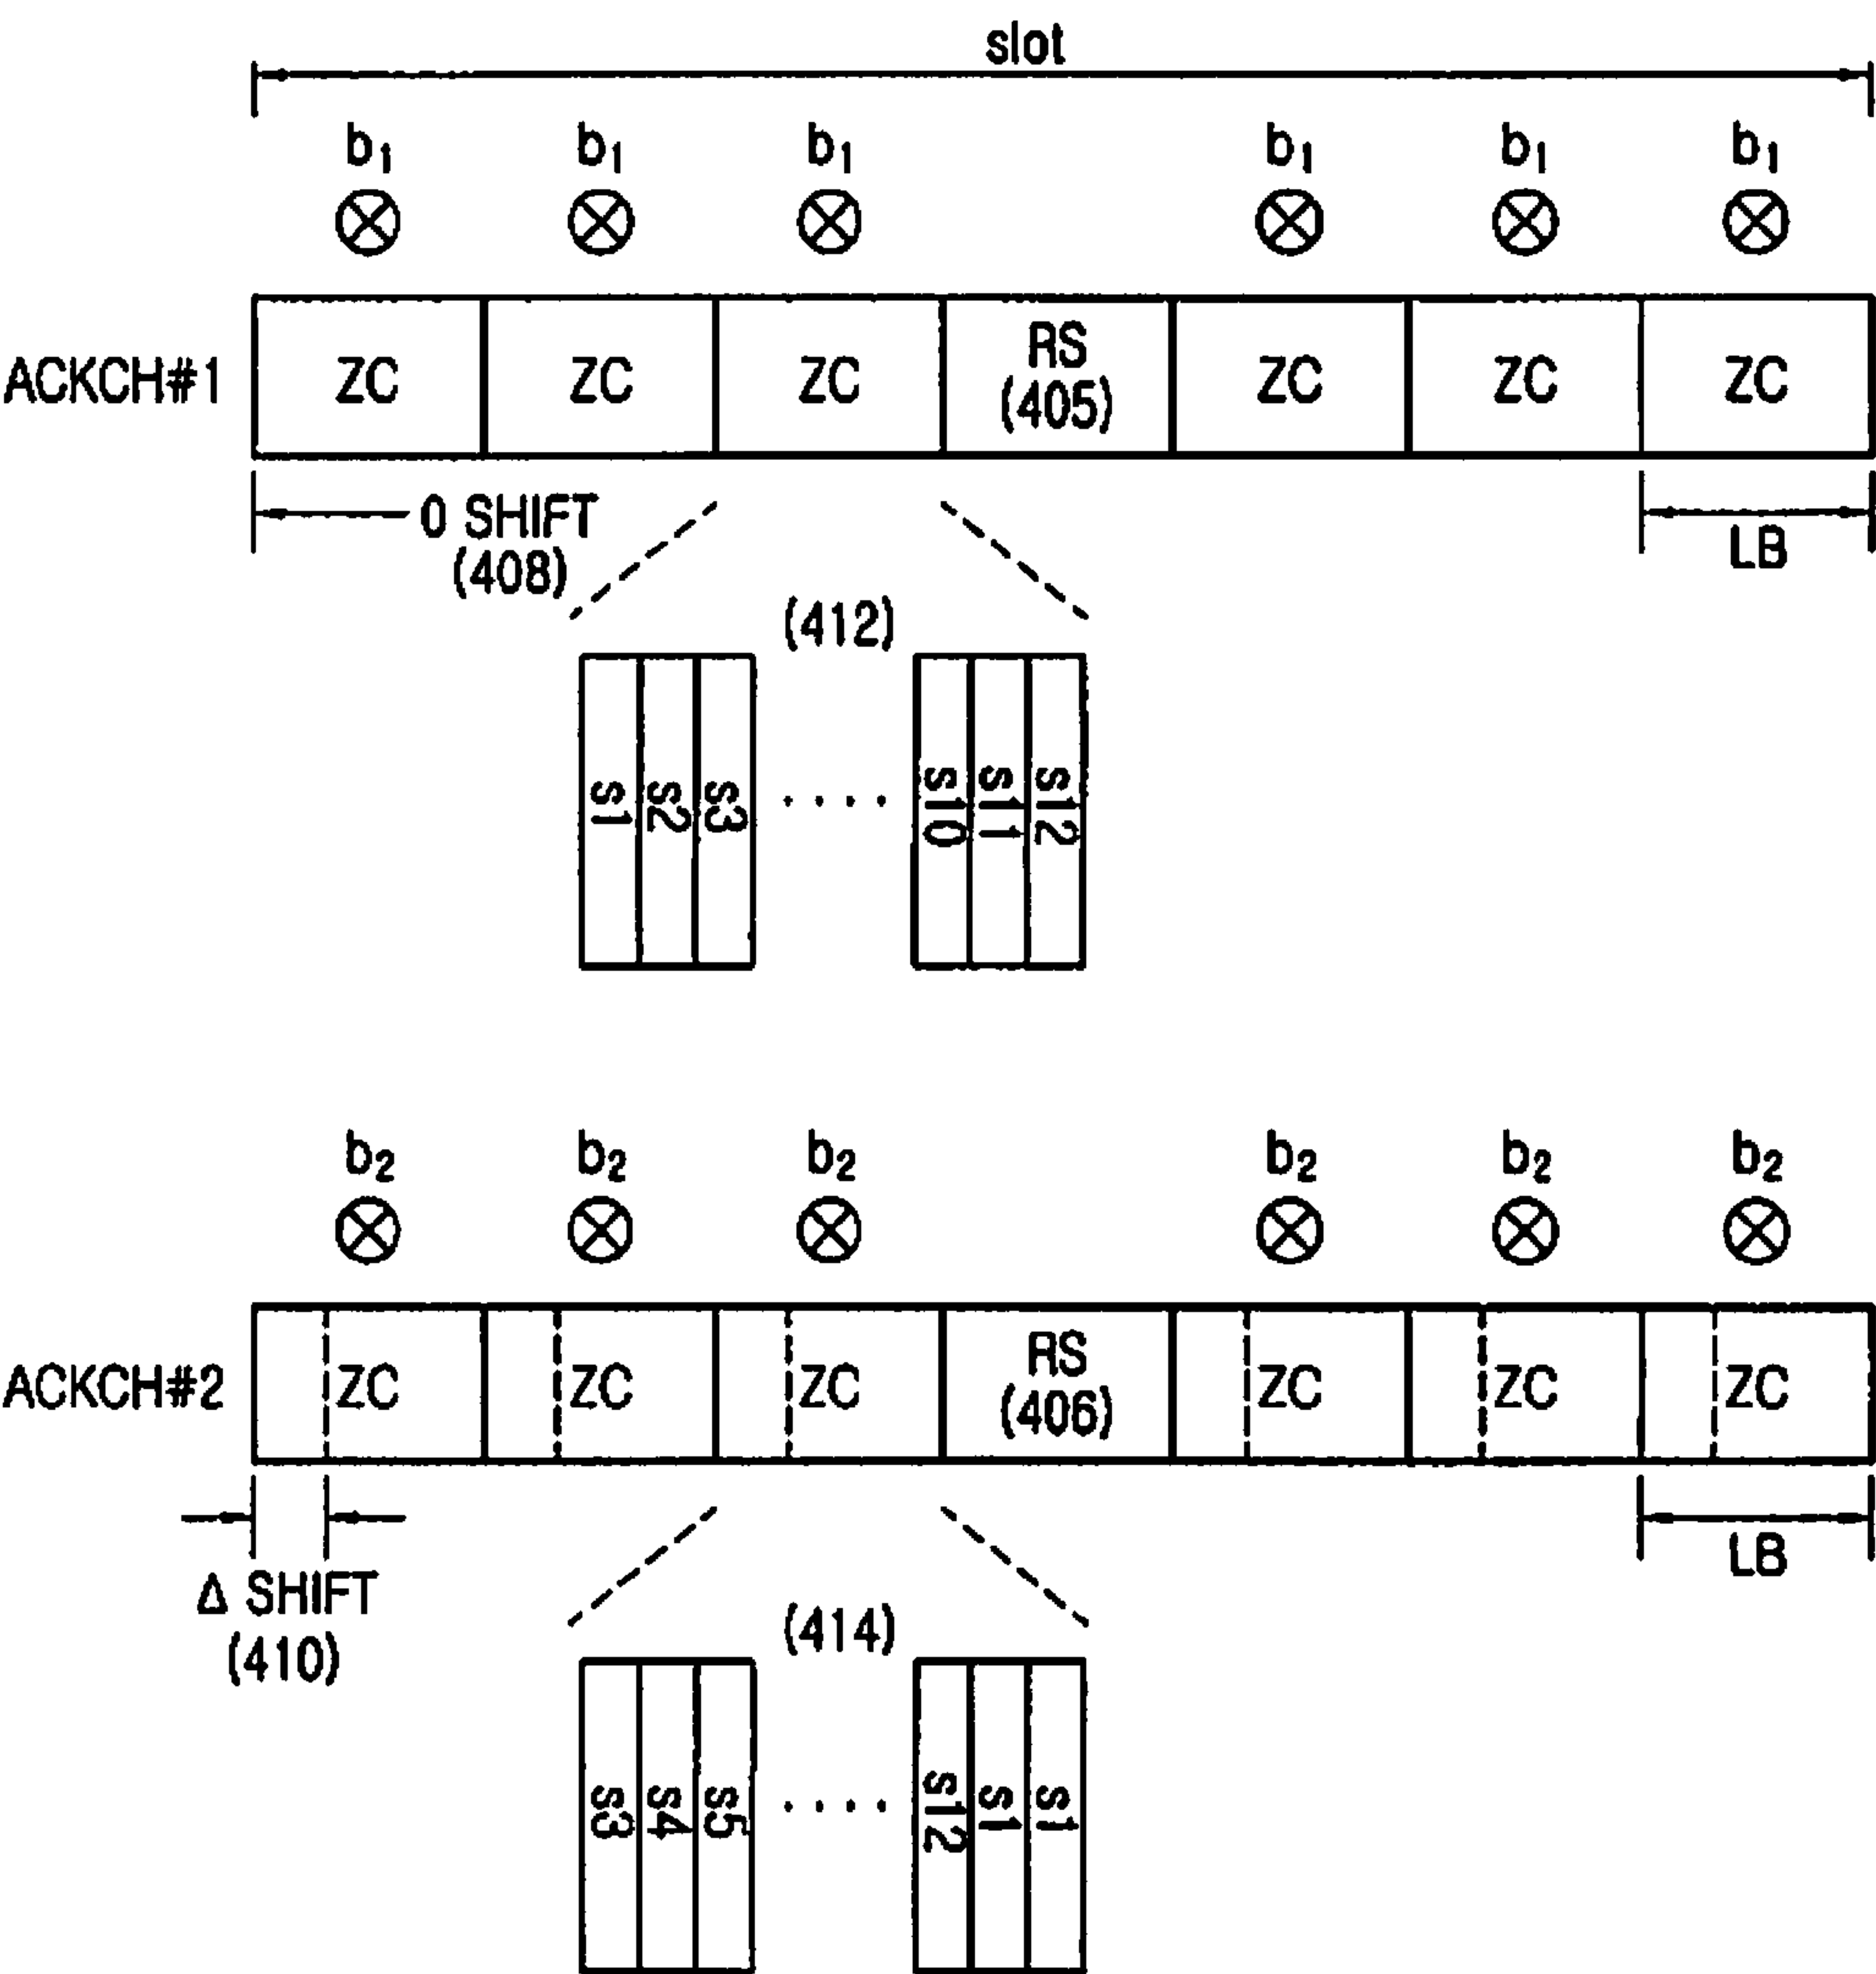 slot
b1 b1 b1 b1 b1 b1
ACKCH#1 ZC ZC ZC RS (405) ZC ZC ZC
0 SHIFT
(408)
LB
(412)
s1 s2 s3 .... s10 s11 s12
b2 b2 b2 b2 b2 b2
ACKCH#2 ZC ZC ZC RS (406) ZC ZC ZC
Δ SHIFT
(410)
LB
(414)
s3 s4 s5 .... s12 s1 s1